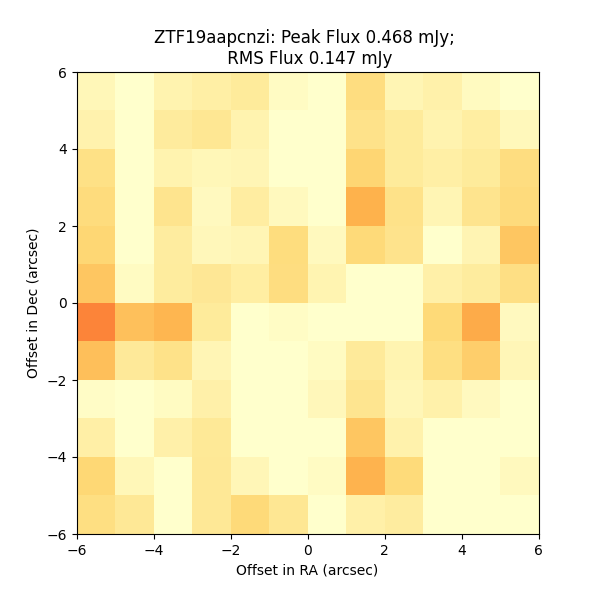 ZTF19aapcnzi: Peak Flux 0.468 mJy;
RMS Flux 0.147 mJy
6
4
2
0
−2
−4
−6
Offset in Dec (arcsec)
−6 −4 −2 0 2 4 6
Offset in RA (arcsec)